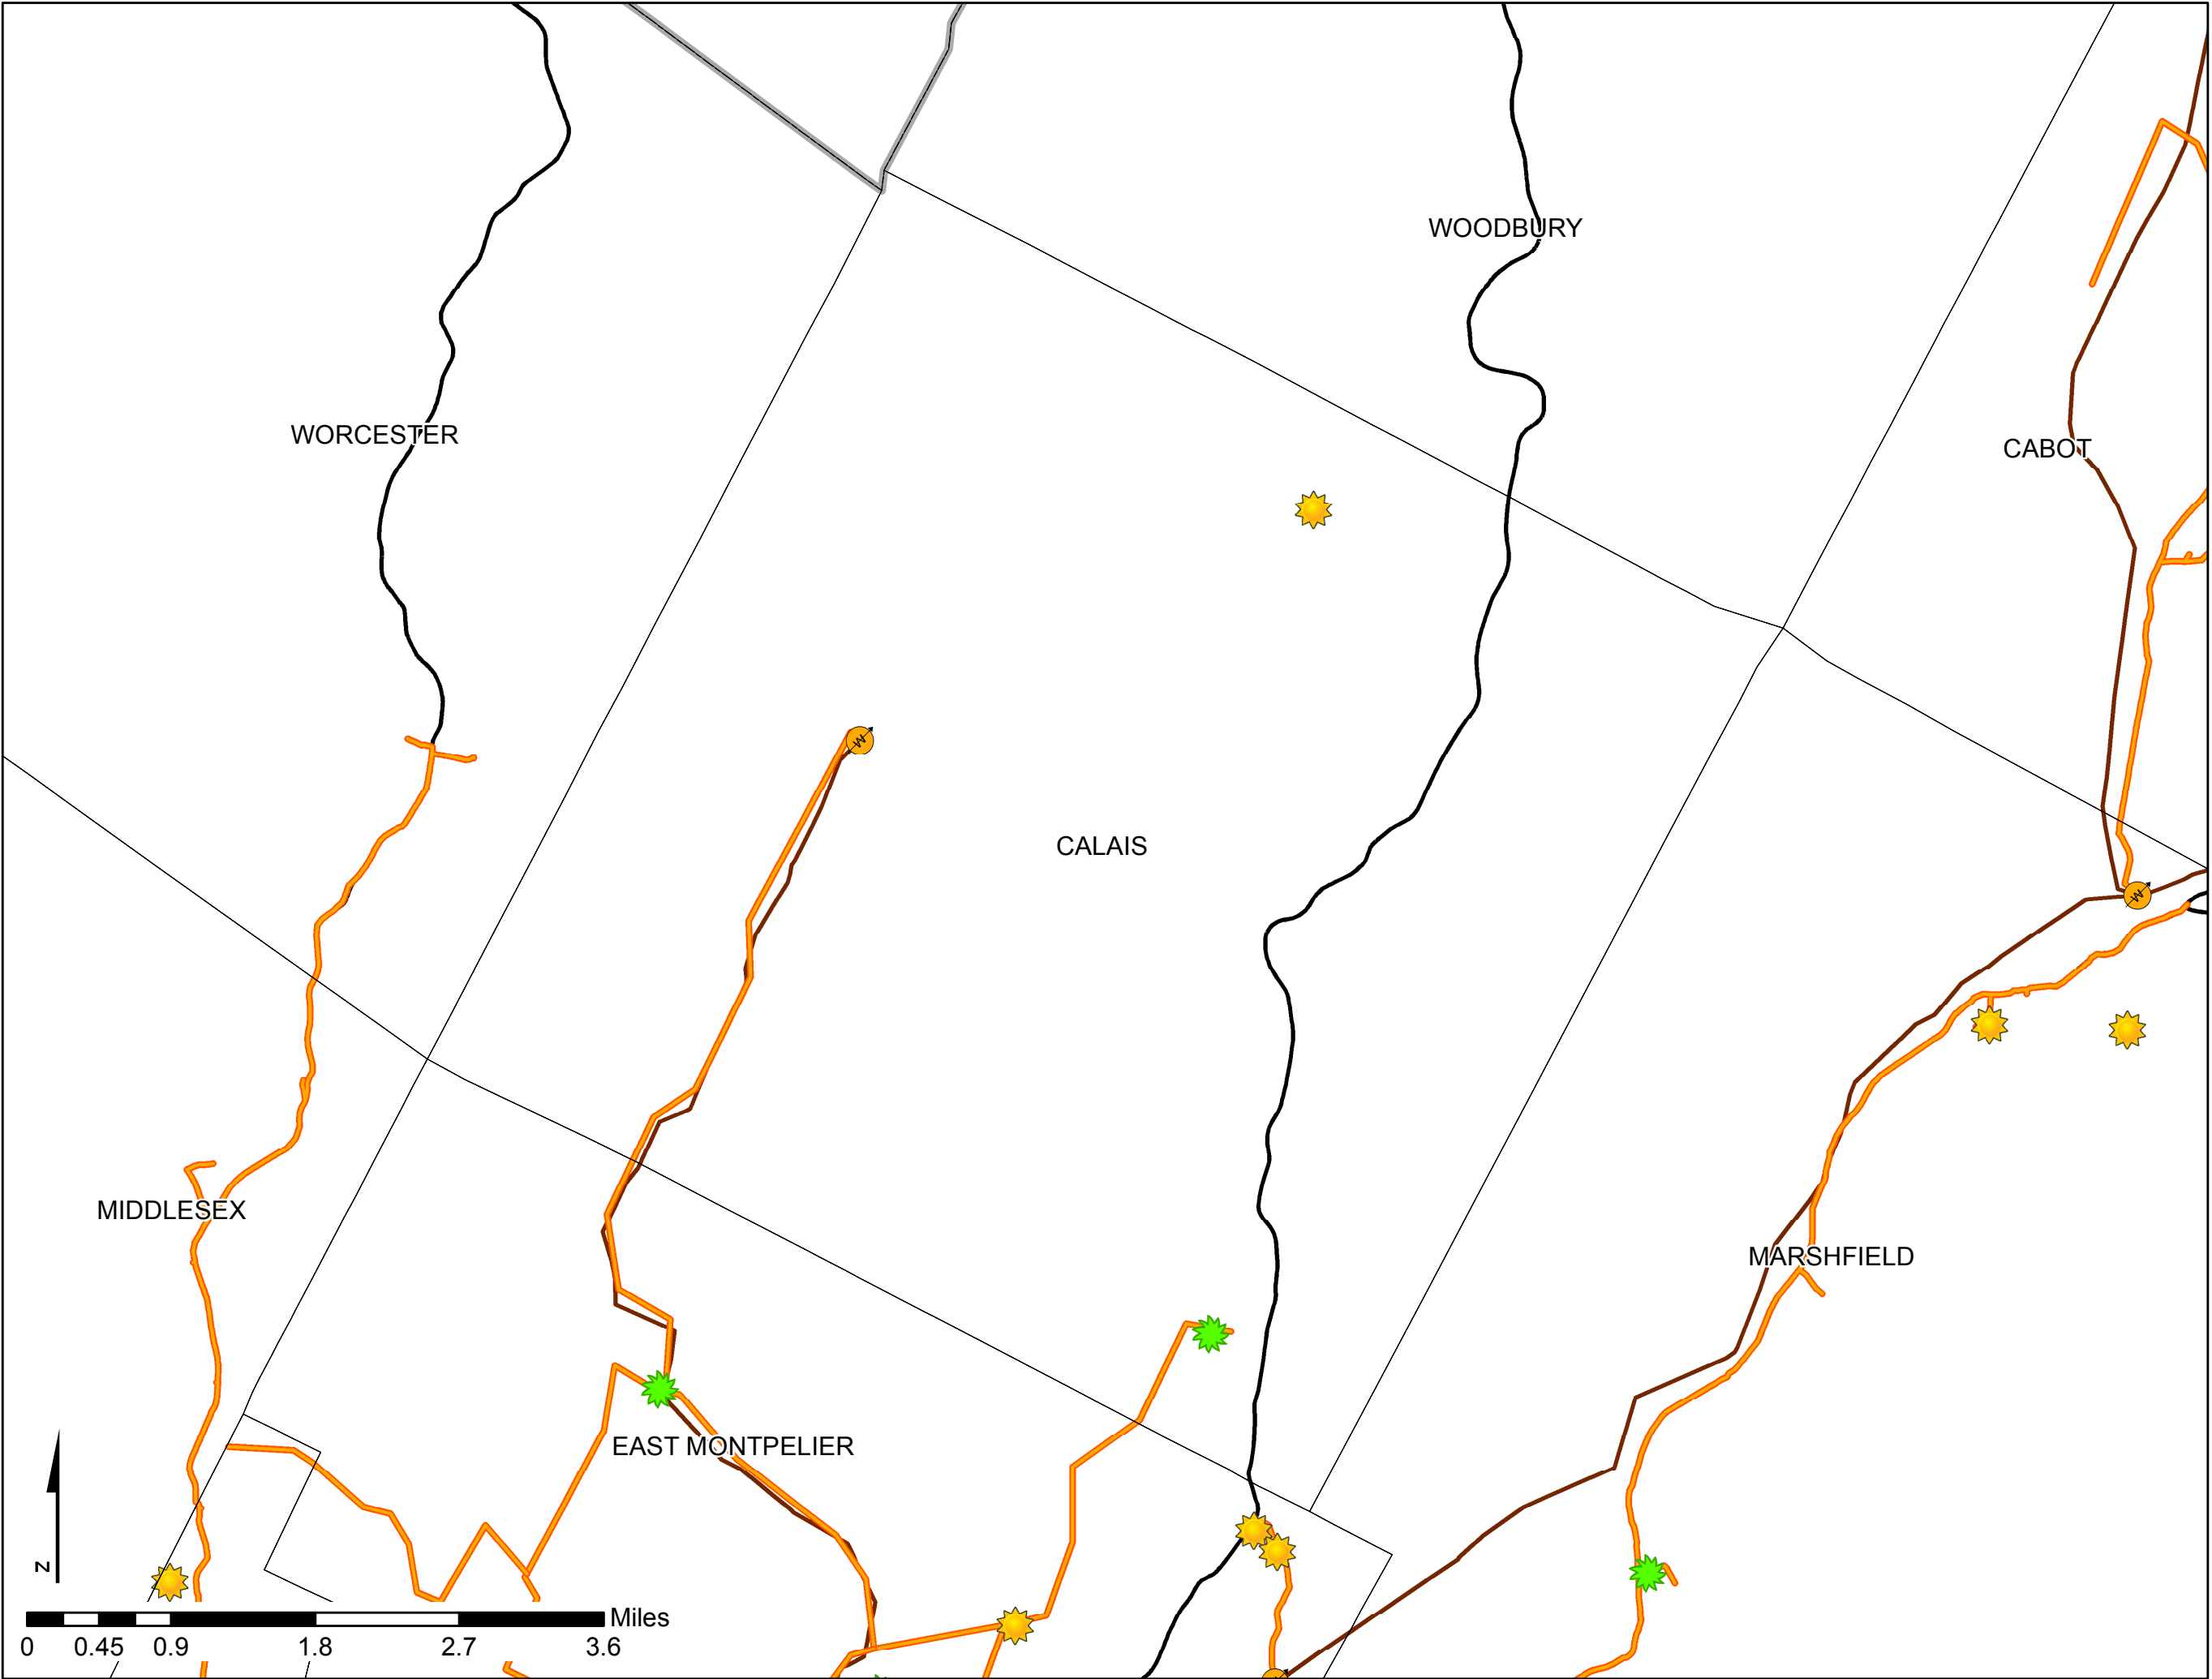 WOODBURY
WORCESTER
CABOT
W
CALAIS
W
MIDDLESEX
MARSHFIELD
EAST MONTPELIER
N
Miles
0 0.45 0.9 1.8 2.7 3.6